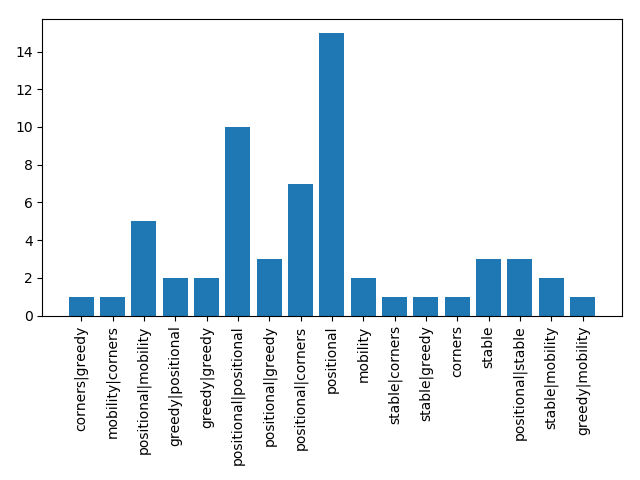 14
12
10
8
6
4
2
0
corners|greedy
mobility|corners
positional|mobility
greedy|positional
greedy|greedy
positional|positional
positional|greedy
positional|corners
positional
mobility
stable|corners
stable|greedy
corners
stable
positional|stable
stable|mobility
greedy|mobility